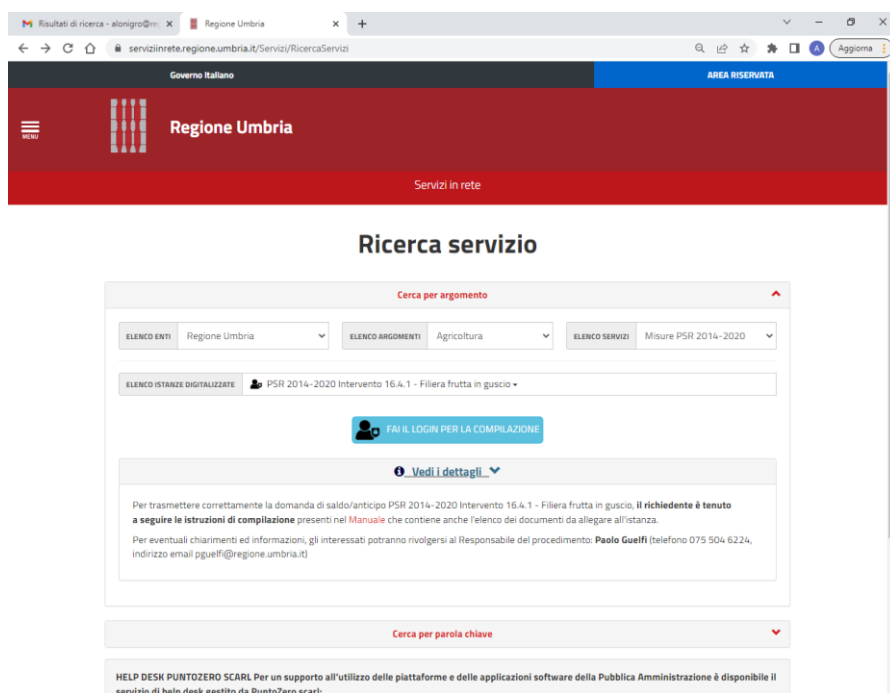 Risultati di ricerca - alonigro@re
Regione Umbria
serviziinrete.regione.umbria.it/Servizi/RicercaServizi
A
Aggiorna
Governo Italiano
AREA RISERVATA
MENU
Regione Umbria
Servizi in rete
Ricerca servizio
Cerca per argomento
ELENCO ENTI Regione Umbria ELENCO ARGOMENTI Agricoltura ELENCO SERVIZI Misure PSR 2014-2020
ELENCO ISTANZE DIGITALIZZATE PSR 2014-2020 Intervento 16.4.1 - Filiera frutta in guscio
FAI IL LOGIN PER LA COMPILAZIONE
Vedi i dettagli
Per trasmettere correttamente la domanda di saldo/anticipo PSR 2014-2020 Intervento 16.4.1 - Filiera frutta in guscio, il richiedente è tenuto
a seguire le istruzioni di compilazione presenti nel Manuale che contiene anche l'elenco dei documenti da allegare all'istanza.
Per eventuali chiarimenti ed informazioni, gli interessati potranno rivolgersi al Responsabile del procedimento: Paolo Guelfi (telefono 075 504 6224,
indirizzo email pguelfi@regione.umbria.it)
Cerca per parola chiave
HELP DESK PUNTOZERO SCARL Per un supporto all'utilizzo delle piattaforme e delle applicazioni software della Pubblica Amministrazione è disponibile il
servizio di help desk gestito da PuntoZero scarl: